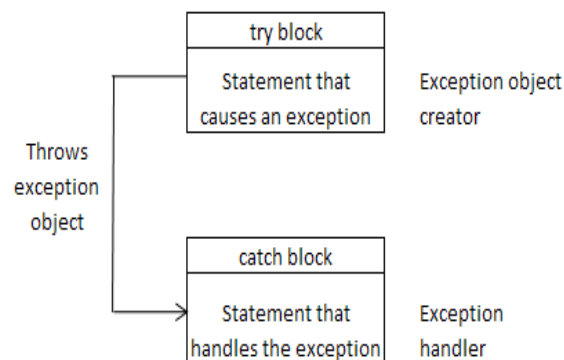 try block
Statement that
causes an exception
Exception object
creator
Throws
exception
object
catch block
Statement that
handles the exception
Exception
handler